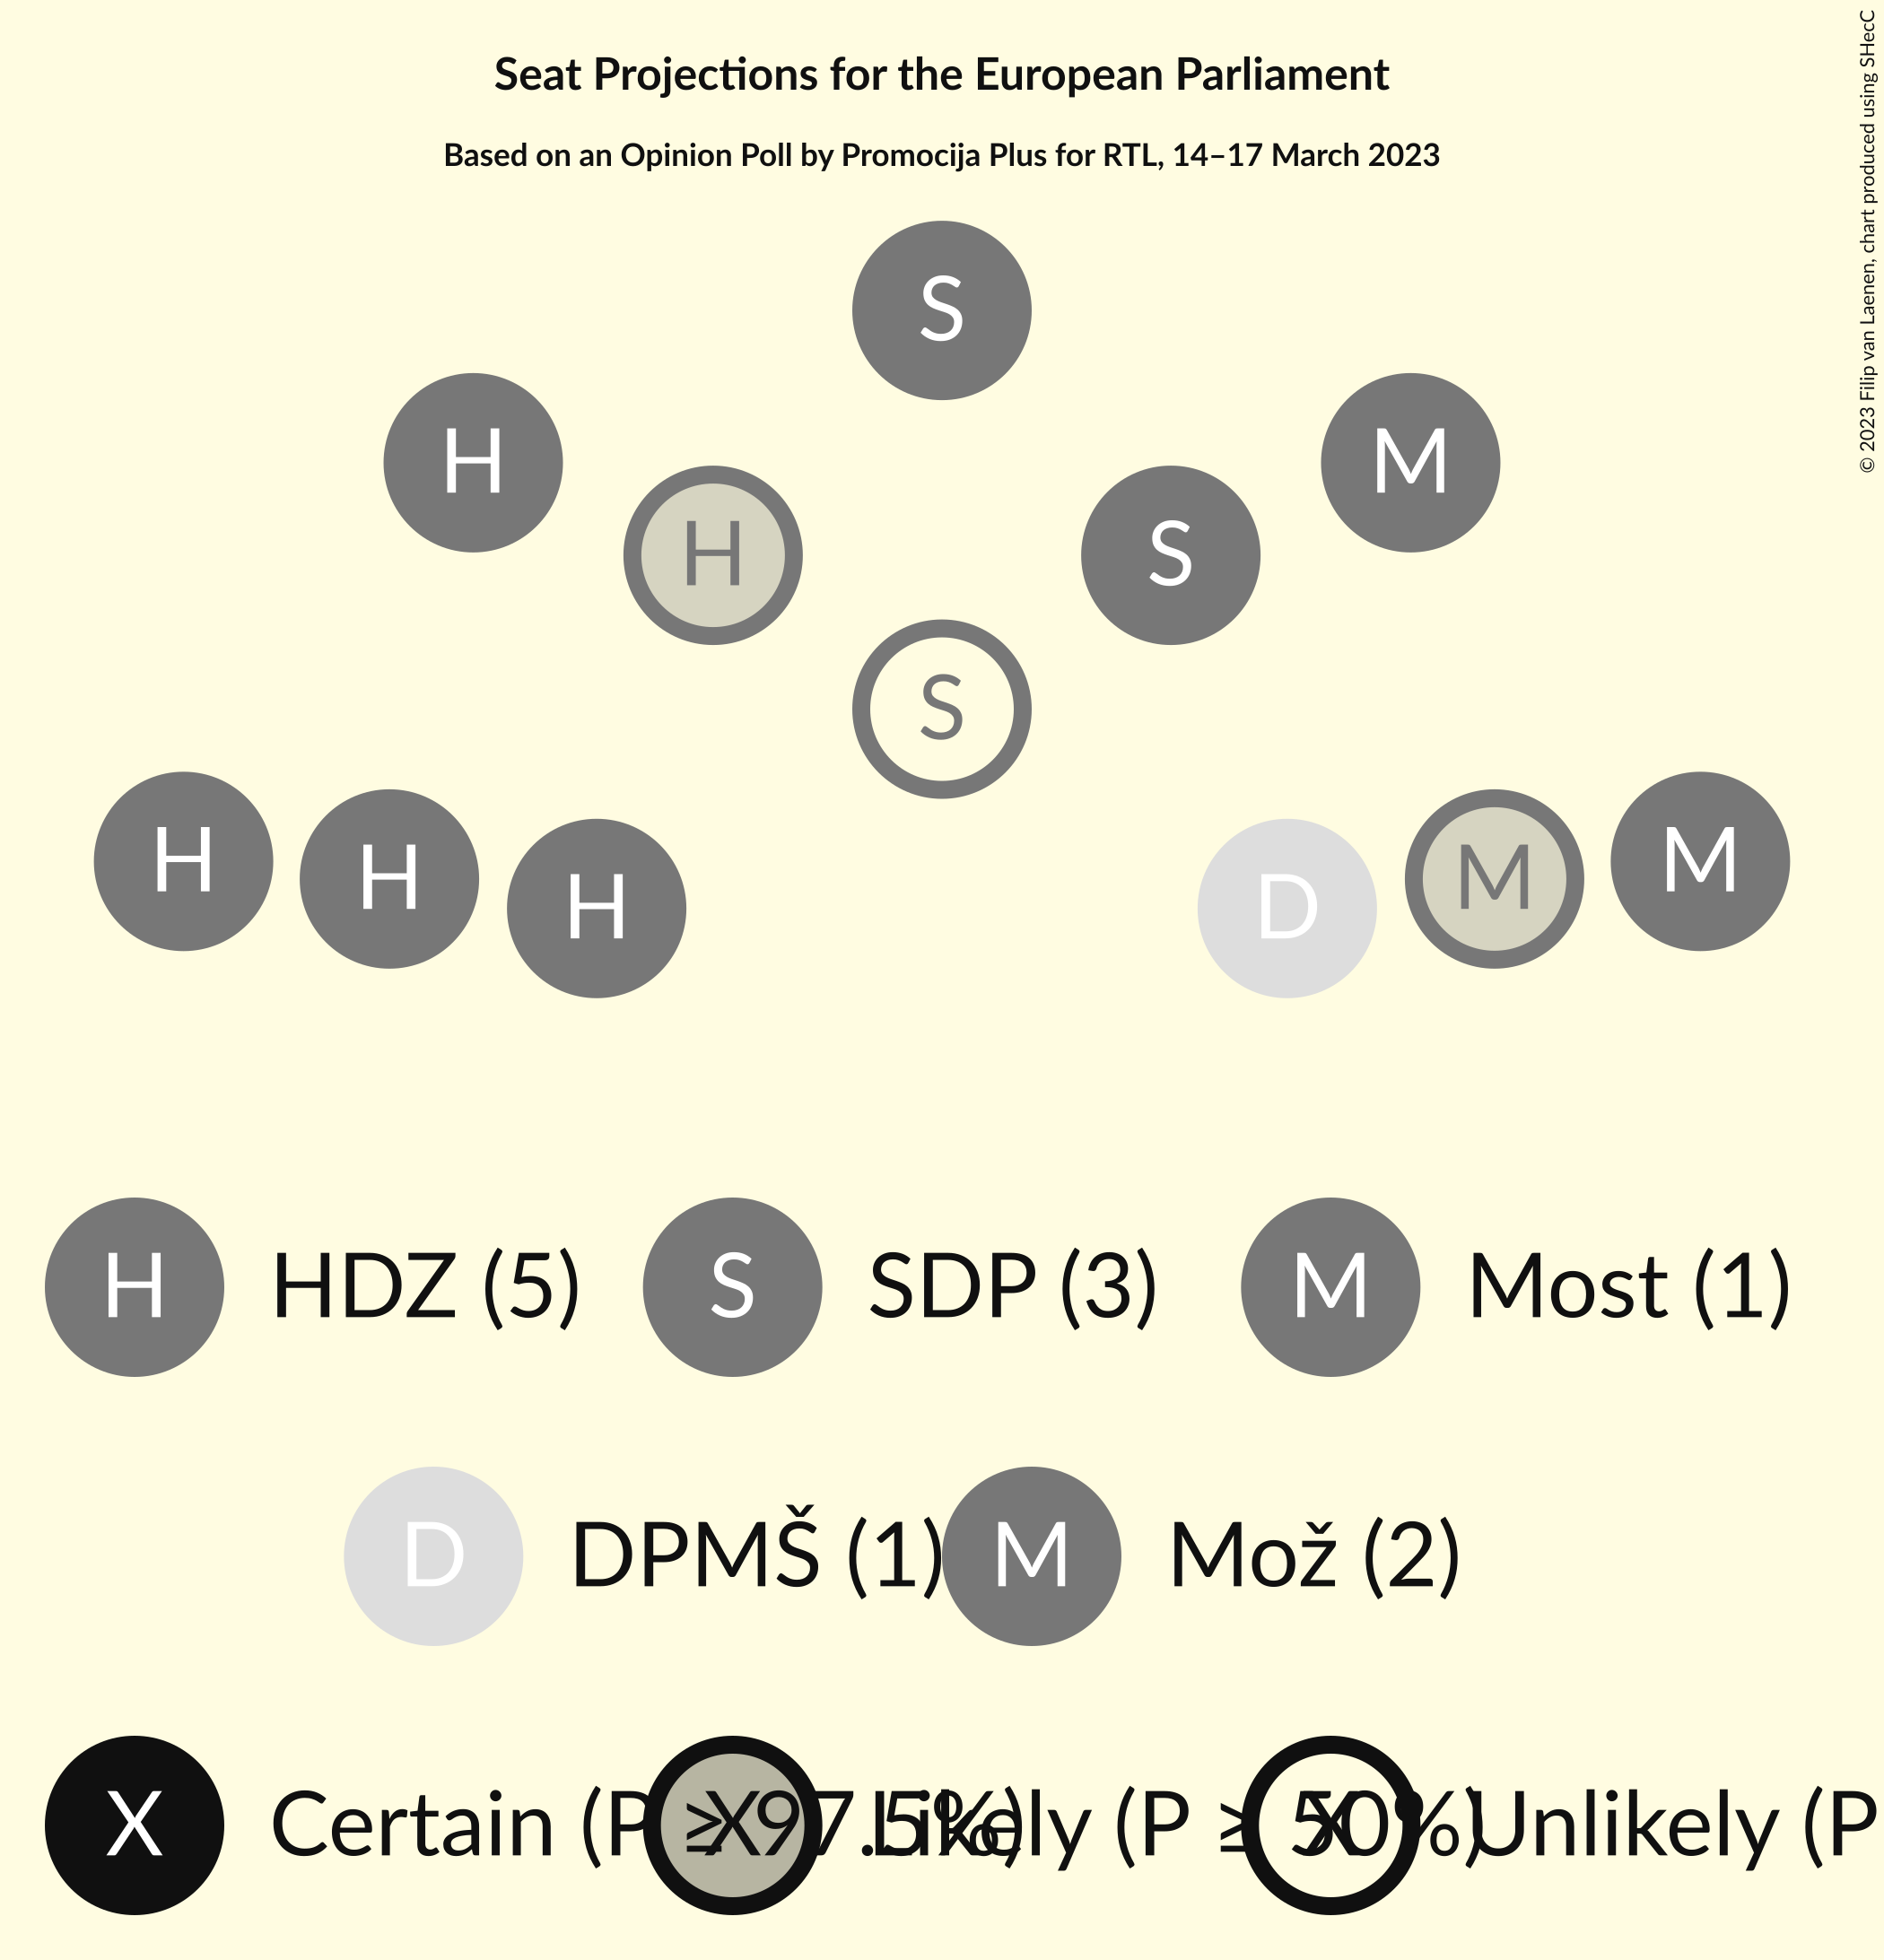 Seat Projections for the European Parliament
Based on an Opinion Poll by Promocija Plus for RTL, 14–17 March 2023
© 2023 Filip van Laenen, chart produced using SHecC
S
H
M
H
S
S
H
M
H
M
H
D
H HDZ (5) S SDP (3) M Most (1)
D DPMŠ (1) M Mož (2)
X Certain (P ≥ 97.5%) X Likely (P ≥ 50%) X Unlikely (P